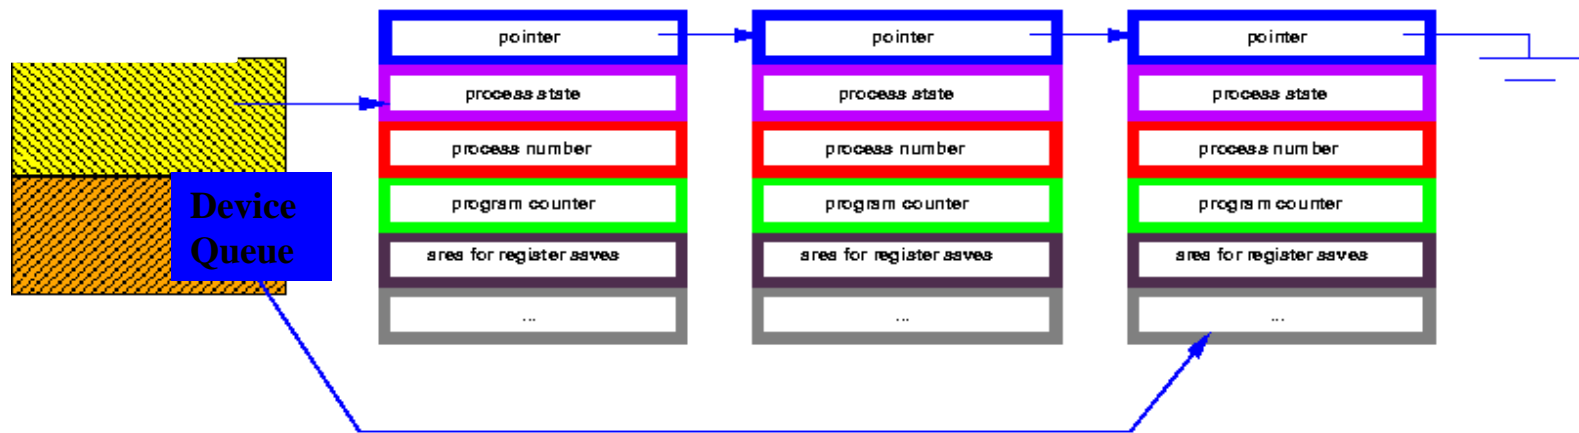 pointer
pointer
pointer
process state
process state
process state
process number
process number
process number
Device
Queue
program counter
program counter
program counter
area for register saves
area for register saves
area for register saves
...
...
...